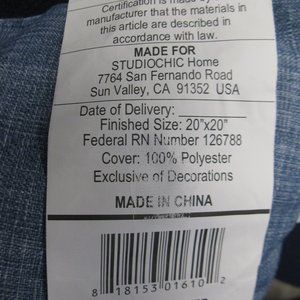 Certification is made by the
manufacturer that the materials in
this article are described in
accordance with law.
MADE FOR
STUDIOCHIC Home
7764 San Fernando Road
Sun Valley, CA 91352 USA
Date of Delivery:
Finished Size: 20"x20"
Federal RN Number 126788
Cover: 100% Polyester
Exclusive of Decorations
MADE IN CHINA
8 18153 01610 2